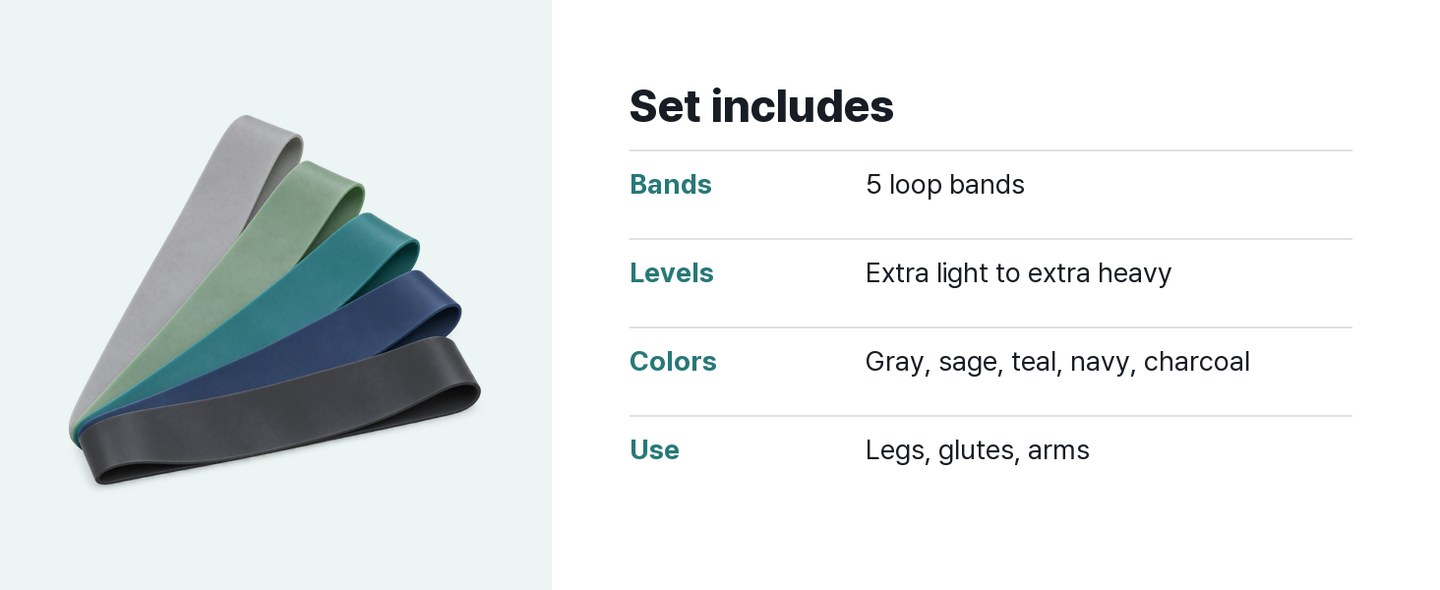 Set includes
Bands 5 loop bands
Levels Extra light to extra heavy
Colors Gray, sage, teal, navy, charcoal
Use Legs, glutes, arms